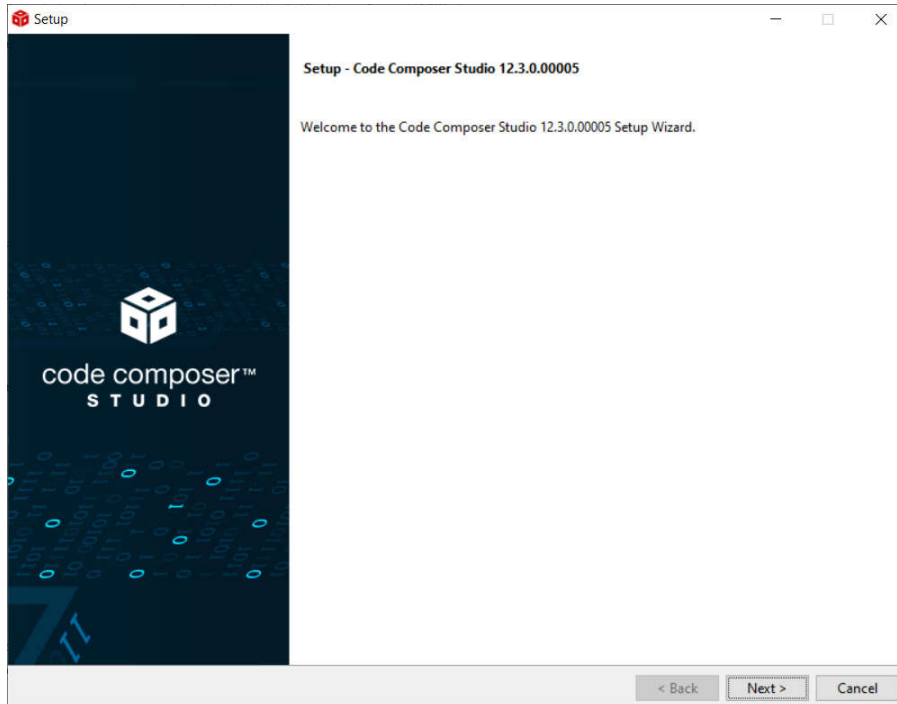 Setup
Setup - Code Composer Studio 12.3.0.00005
Welcome to the Code Composer Studio 12.3.0.00005 Setup Wizard.
code composer™
STUDIO
< Back
Next >
Cancel